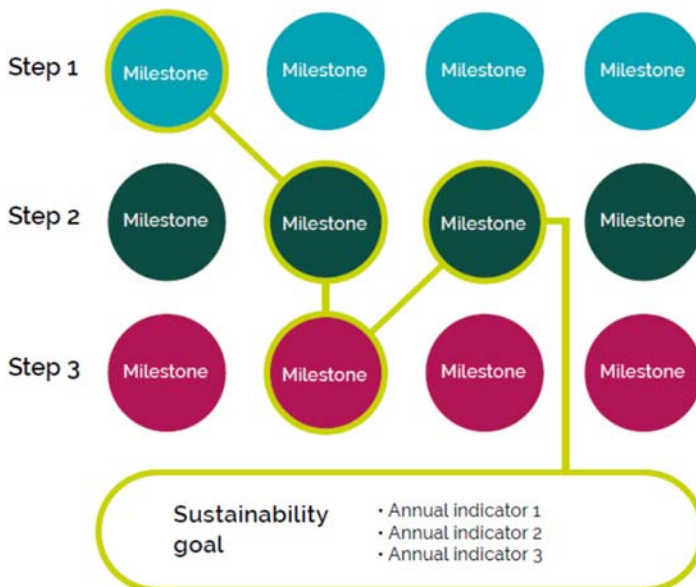 Step 1
Milestone
Milestone
Milestone
Milestone
Step 2
Milestone
Milestone
Milestone
Milestone
Step 3
Milestone
Milestone
Milestone
Milestone
Sustainability
goal
• Annual indicator 1
• Annual indicator 2
• Annual indicator 3